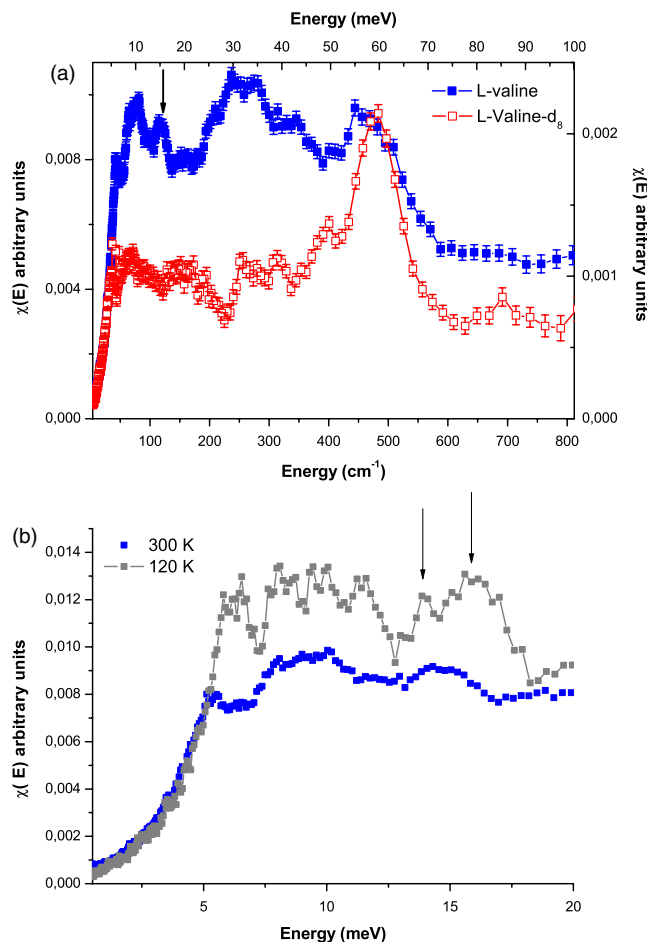 Energy (meV)
10 20 30 40 50 60 70 80 90 100
(a)
L-valine
L-Valine-d8
χ(E) arbitrary units
0,008
0,004
0,000
0,002
0,001
0,000
χ(E) arbitrary units
100 200 300 400 500 600 700 800
Energy (cm-1)
(b)
300 K
120 K
χ( E) arbitrary units
0,014
0,012
0,010
0,008
0,006
0,004
0,002
0,000
5 10 15 20
Energy (meV)